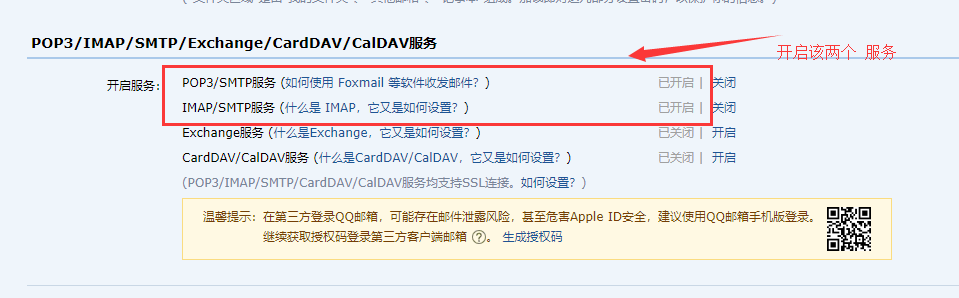 POP3/IMAP/SMTP/Exchange/CardDAV/CalDAV服务
开启该两个 服务
开启服务： POP3/SMTP服务 (如何使用 Foxmail 等软件收发邮件？) 已开启 | 关闭
IMAP/SMTP服务 (什么是 IMAP，它又是如何设置？) 已开启 | 关闭
Exchange服务 (什么是Exchange，它又是如何设置？) 已关闭 | 开启
CardDAV/CalDAV服务 (什么是CardDAV/CalDAV，它又是如何设置？) 已关闭 | 开启
(POP3/IMAP/SMTP/CardDAV/CalDAV服务均支持SSL连接。如何设置？)
温馨提示：在第三方登录QQ邮箱，可能存在邮件泄露风险，甚至危害Apple ID安全，建议使用QQ邮箱手机版登录。
继续获取授权码登录第三方客户端邮箱 ?。 生成授权码